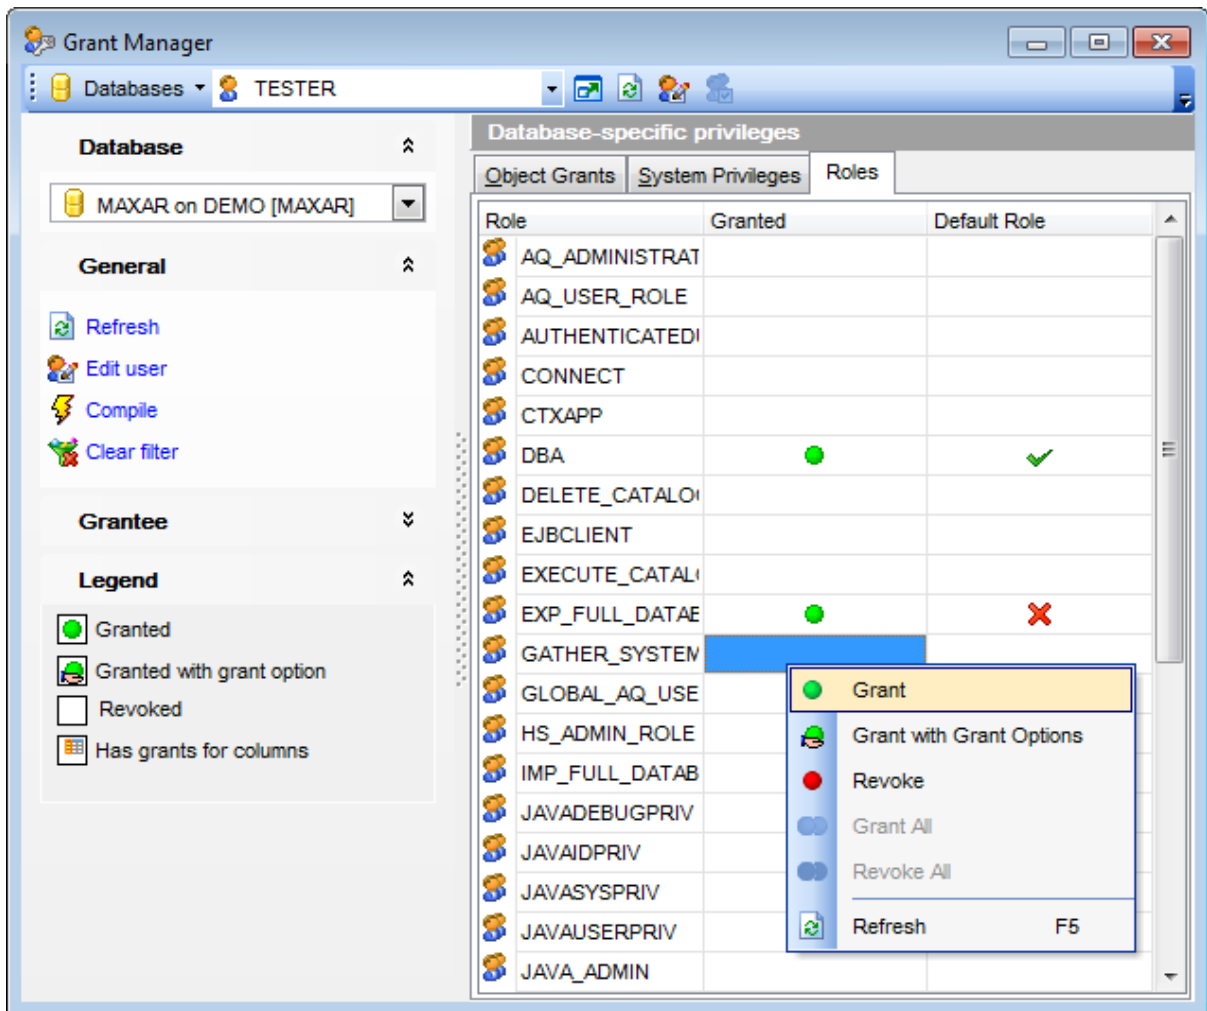 Grant Manager
Databases TESTER
Database
MAXAR on DEMO [MAXAR]
General
Refresh
Edit user
Compile
Clear filter
Grantee
Legend
Granted
Granted with grant option
Revoked
Has grants for columns
Database-specific privileges
Object Grants System Privileges Roles
Role Granted Default Role
AQ_ADMINISTRAT
AQ_USER_ROLE
AUTHENTICATED
CONNECT
CTXAPP
DBA
DELETE_CATALO
EJBCLIENT
EXECUTE_CATAL
EXP_FULL_DATAB
GATHER_SYSTEM
GLOBAL_AQ_USE
HS_ADMIN_ROLE
IMP_FULL_DATAB
JAVADEBUGPRIV
JAVAIDPRIV
JAVASYSPRIV
JAVAUSERPRIV
JAVA_ADMIN
Grant
Grant with Grant Options
Revoke
Grant All
Revoke All
Refresh F5